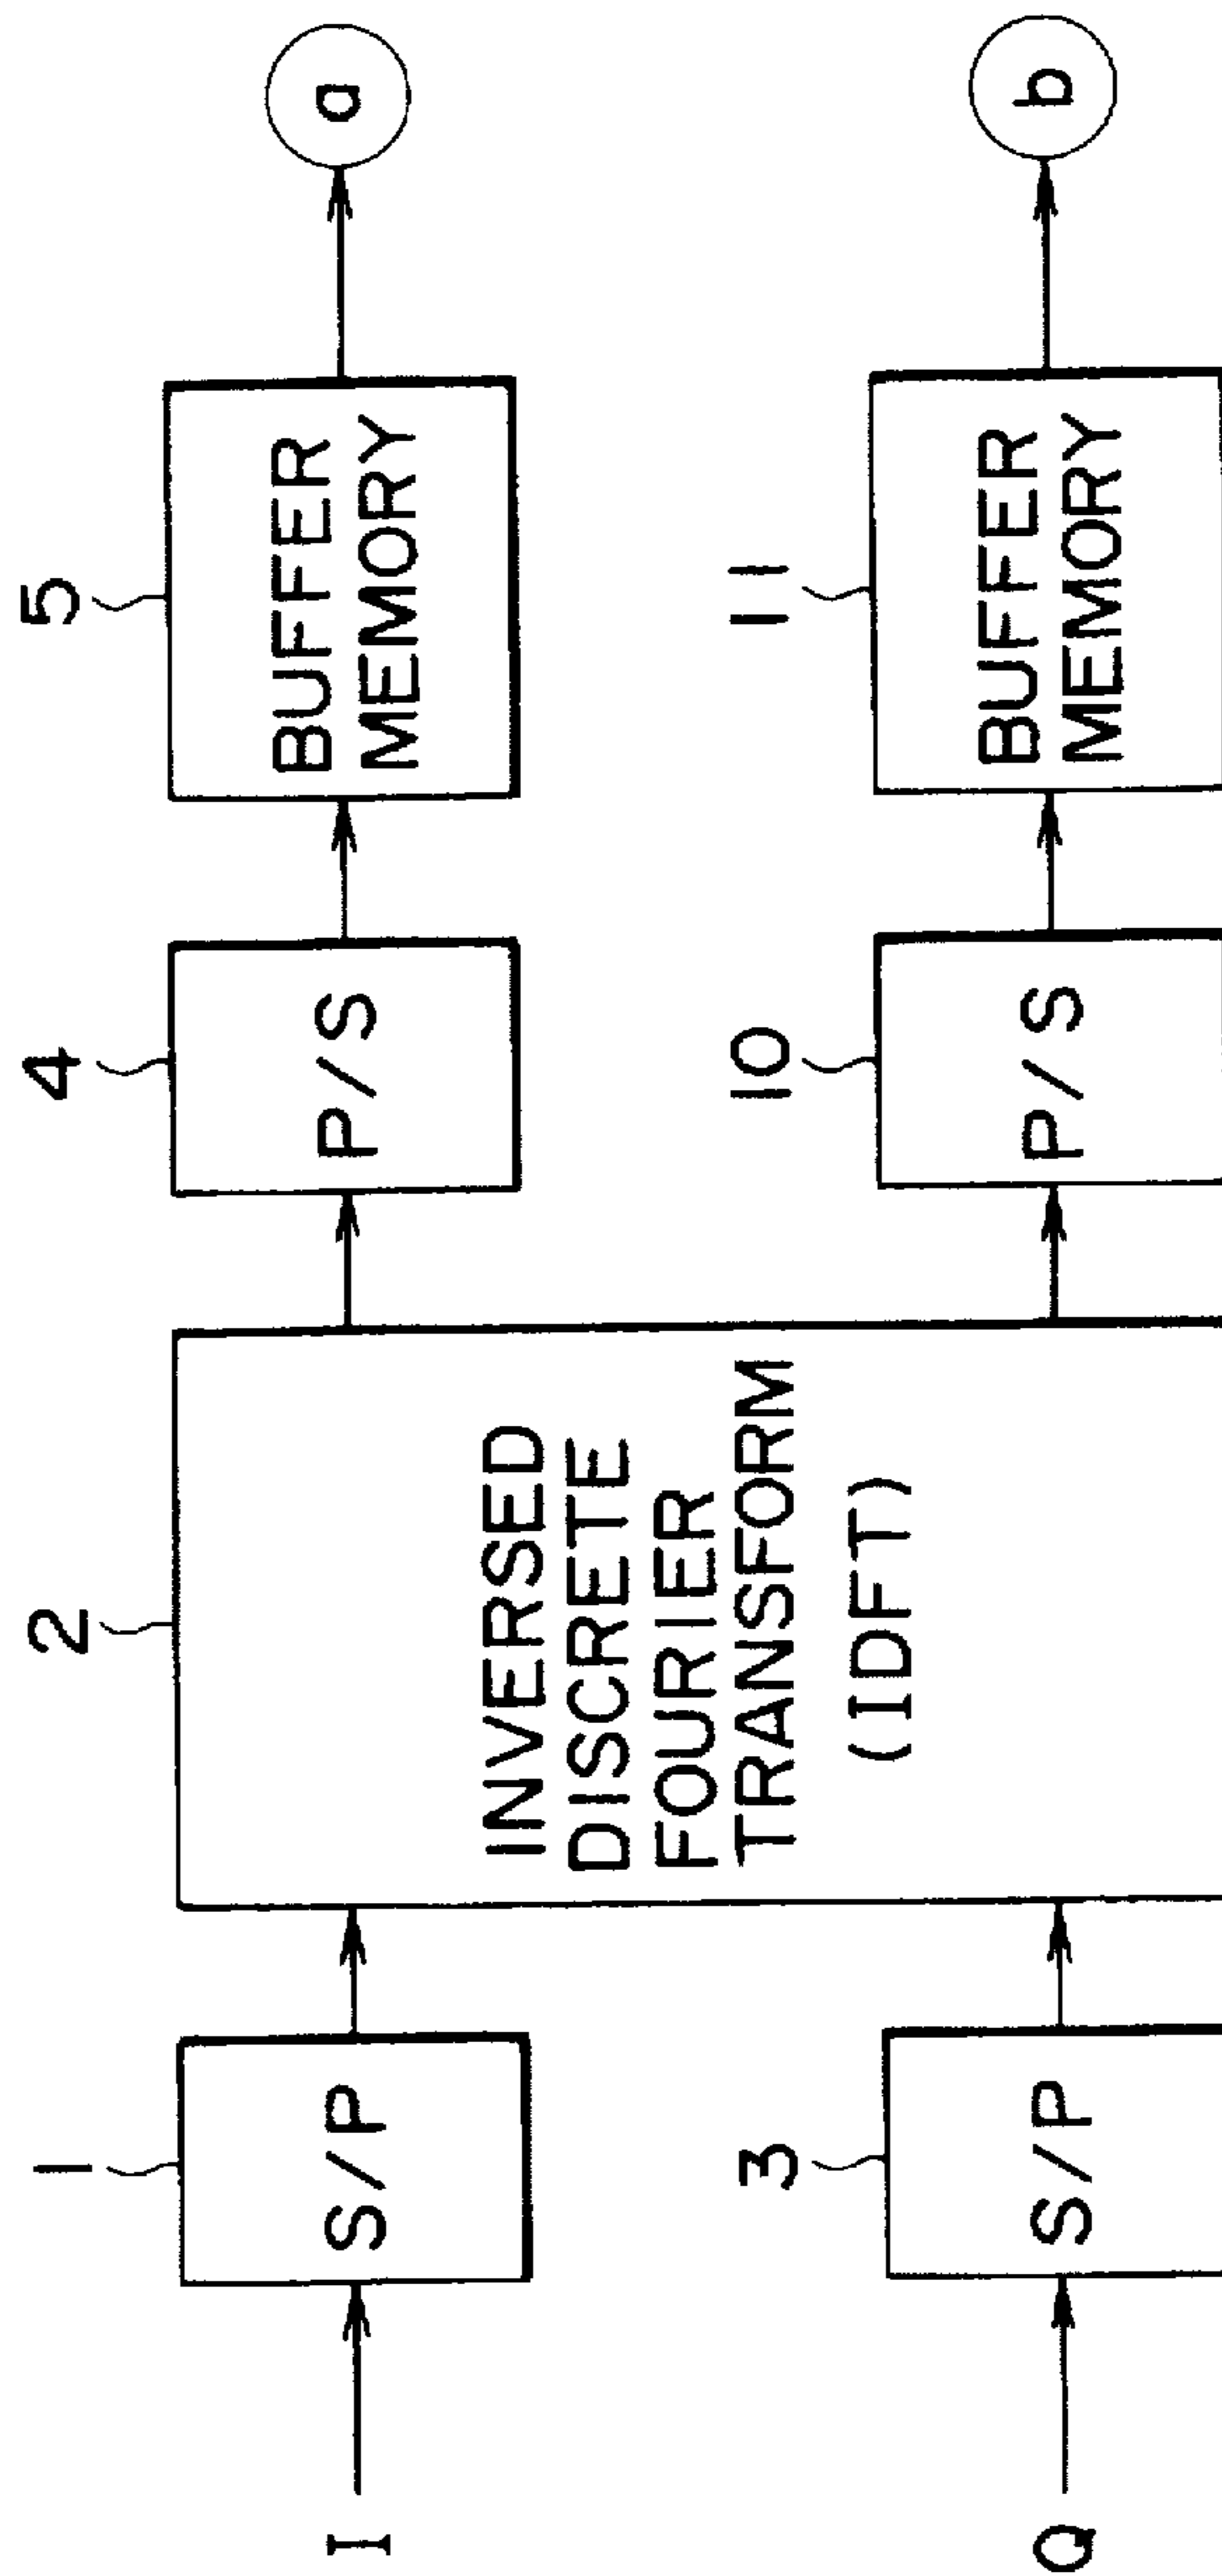 I
1
S/P
2
INVERSED
DISCRETE
FOURIER
TRANSFORM
(IDFT)
4
P/S
5
BUFFER
MEMORY
a
Q
3
S/P
10
P/S
11
BUFFER
MEMORY
b